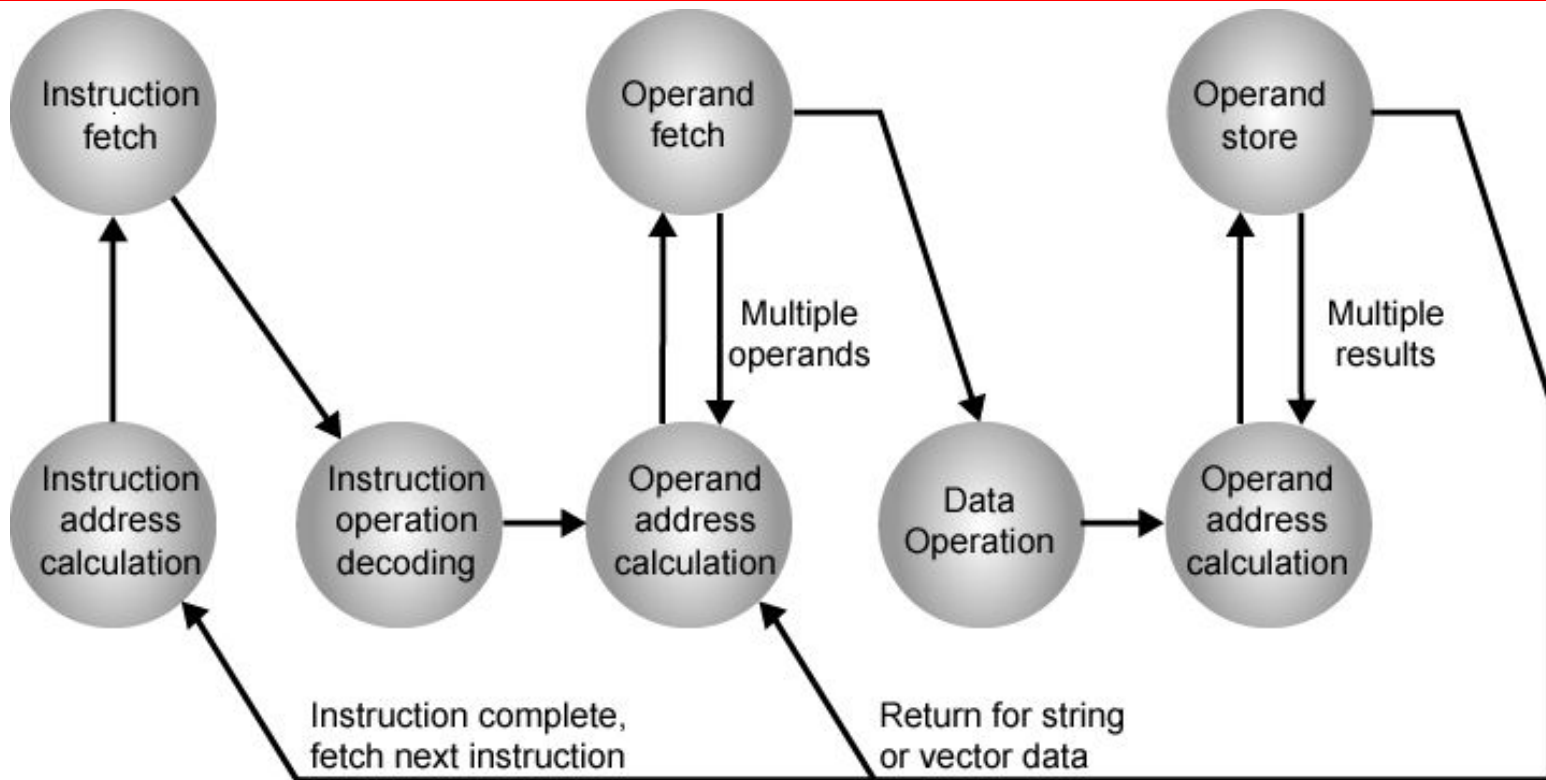 Instruction
fetch
Operand
fetch
Operand
store
Multiple
operands
Multiple
results
Instruction
address
calculation
Instruction
operation
decoding
Operand
address
calculation
Data
Operation
Operand
address
calculation
Instruction complete,
fetch next instruction
Return for string
or vector data